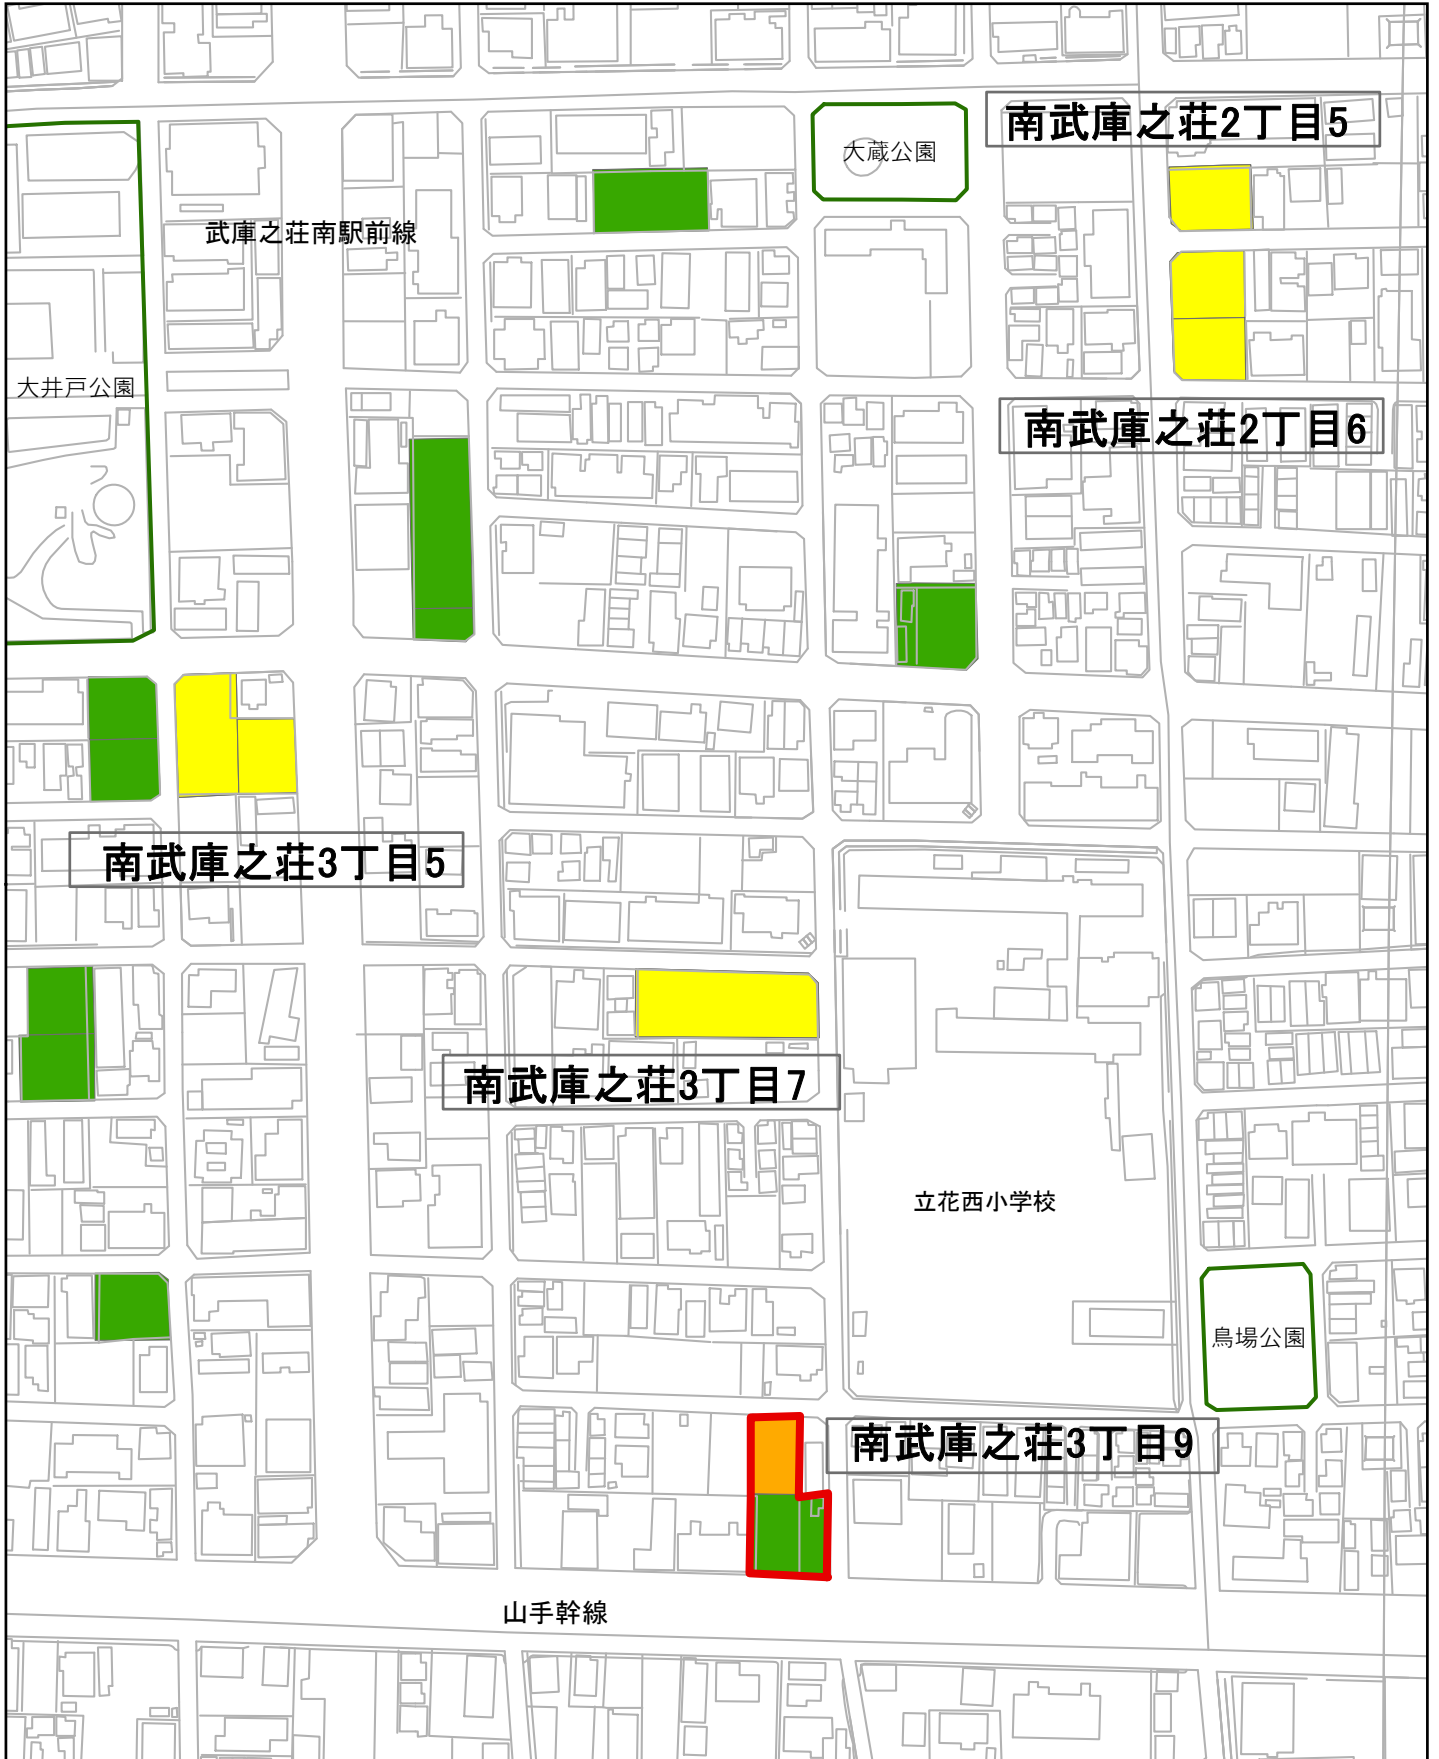 南武庫之荘2丁目5
大蔵公園
武庫之荘南駅前線
大井戸公園
南武庫之荘2丁目6
南武庫之荘3丁目5
南武庫之荘3丁目7
立花西小学校
鳥場公園
南武庫之荘3丁目9
山手幹線